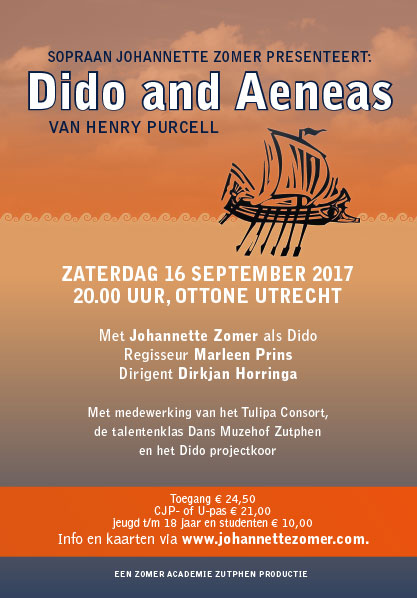 SOPRAAN JOHANNETTE ZOMER PRESENTEERT:
Dido and Aeneas
VAN HENRY PURCELL
ZATERDAG 16 SEPTEMBER 2017
20.00 UUR, OTTONE UTRECHT
Met Johannette Zomer als Dido
Regisseur Marleen Prins
Dirigent Dirkjan Horringa
Met medewerking van het Tulipa Consort,
de talentenklas Dans Muzehof Zutphen
en het Dido projectkoor
Toegang € 24,50
CJP- of U-pas € 21,00
Jeugd t/m 18 jaar en studenten € 10,00
Info en kaarten via www.johannettezomer.com.
EEN ZOMER ACADEMIE ZUTPHEN PRODUCTIE